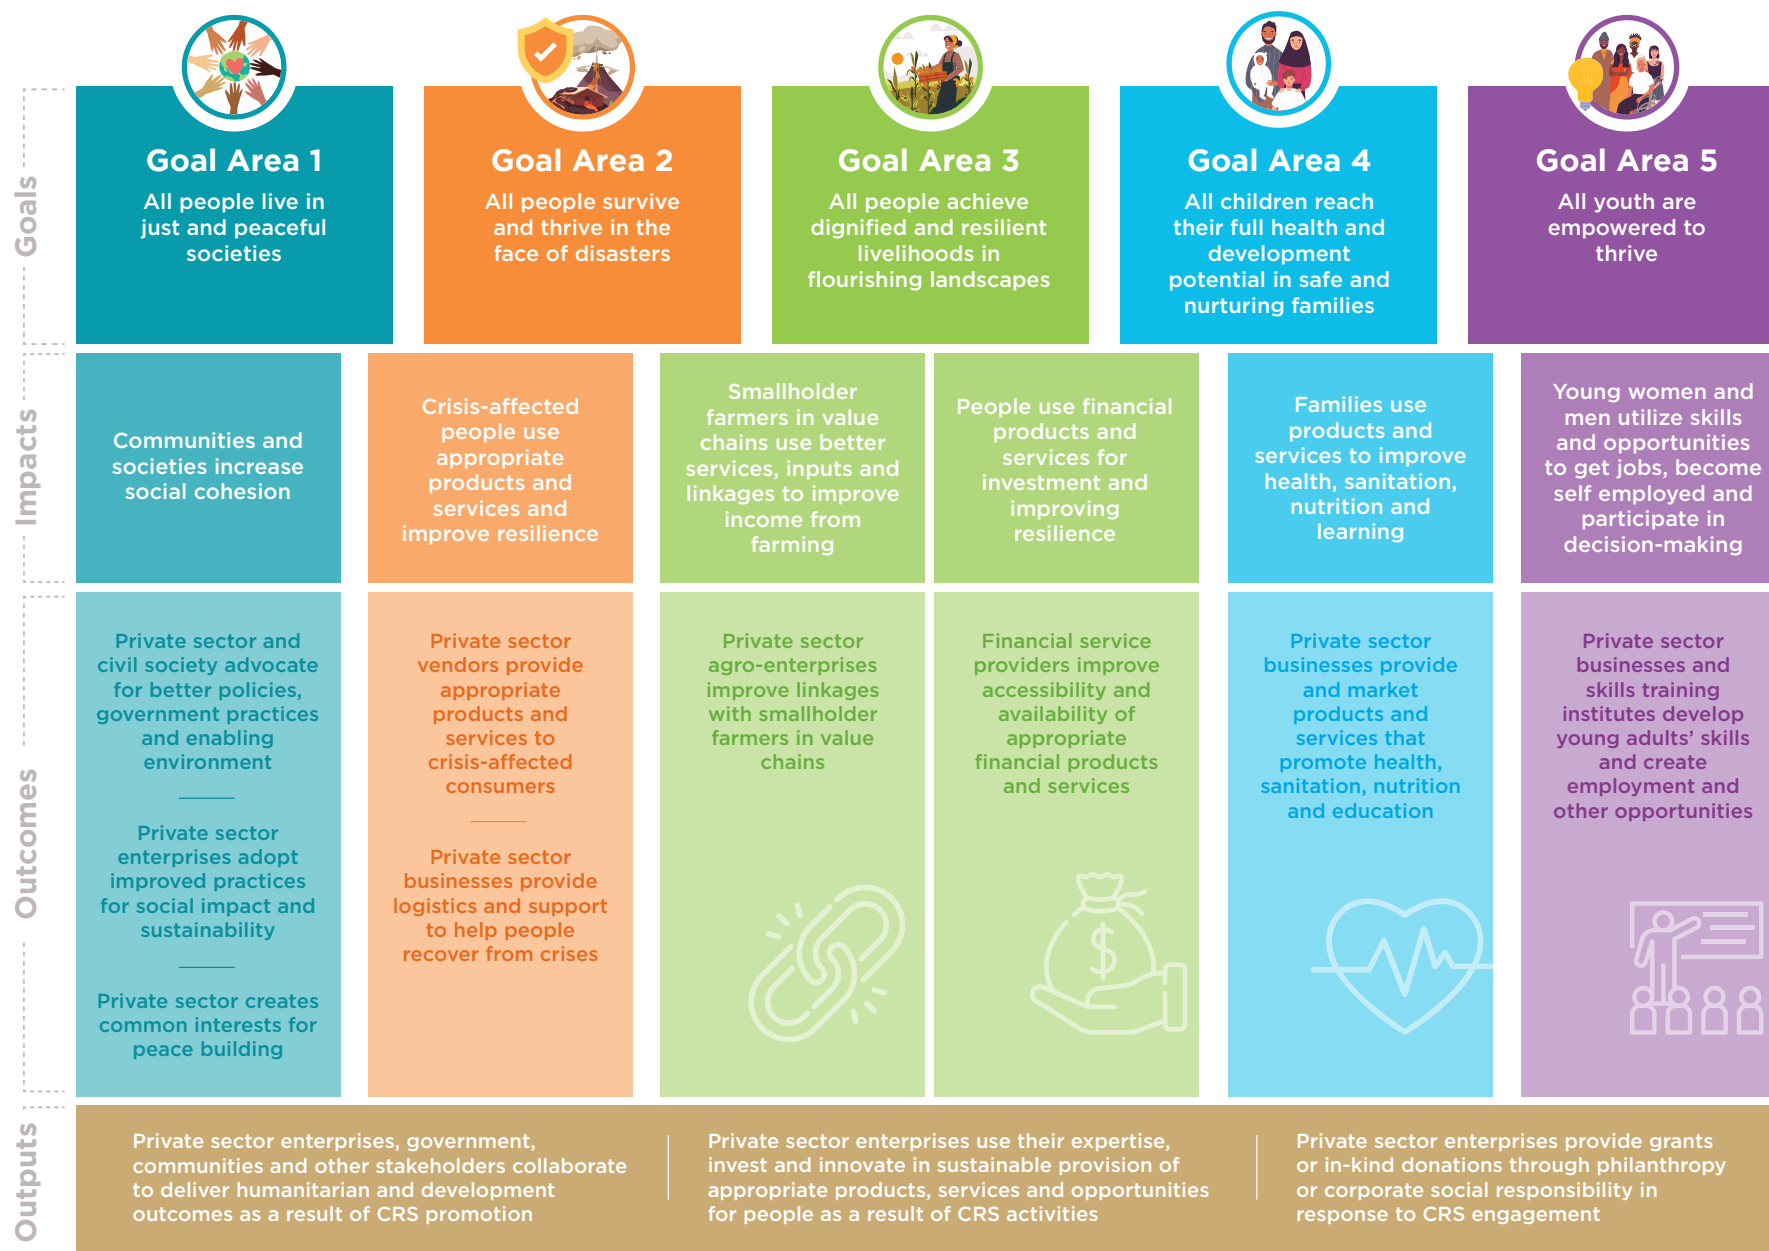 Goals
Goal Area 1
All people live in
just and peaceful
societies
Goal Area 2
All people survive
and thrive in the
face of disasters
Goal Area 3
All people achieve
dignified and resilient
livelihoods in
flourishing landscapes
Goal Area 4
All children reach
their full health and
development
potential in safe and
nurturing families
Goal Area 5
All youth are
empowered to
thrive
Impacts
Communities and
societies increase
social cohesion
Crisis-affected
people use
appropriate
products and
services and
improve resilience
Smallholder
farmers in value
chains use better
services, inputs and
linkages to improve
income from
farming
People use financial
products and
services for
investment and
improving
resilience
Families use
products and
services to improve
health, sanitation,
nutrition and
learning
Young women and
men utilize skills
and opportunities
to get jobs, become
self employed and
participate in
decision-making
Outcomes
Private sector and
civil society advocate
for better policies,
government practices
and enabling
environment
Private sector
enterprises adopt
improved practices
for social impact and
sustainability
Private sector creates
common interests for
peace building
Private sector
vendors provide
appropriate
products and
services to
crisis-affected
consumers
Private sector
businesses provide
logistics and support
to help people
recover from crises
Private sector
agro-enterprises
improve linkages
with smallholder
farmers in value
chains
Financial service
providers improve
accessibility and
availability of
appropriate
financial products
and services
$
Private sector
businesses provide
and market
products and
services that
promote health,
sanitation, nutrition
and education
Private sector
businesses and
skills training
institutes develop
young adults’ skills
and create
employment and
other opportunities
Outputs
Private sector enterprises, government,
communities and other stakeholders collaborate
to deliver humanitarian and development
outcomes as a result of CRS promotion
Private sector enterprises use their expertise,
invest and innovate in sustainable provision of
appropriate products, services and opportunities
for people as a result of CRS activities
Private sector enterprises provide grants
or in-kind donations through philanthropy
or corporate social responsibility in
response to CRS engagement